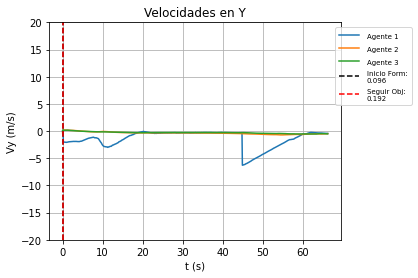 Velocidades en Y
Vy (m/s)
20
15
10
5
0
−5
−10
−15
−20
0
10
20
30
40
50
60
t (s)
Agente 1
Agente 2
Agente 3
Inicio Form:
0.096
Seguir Obj:
0.192